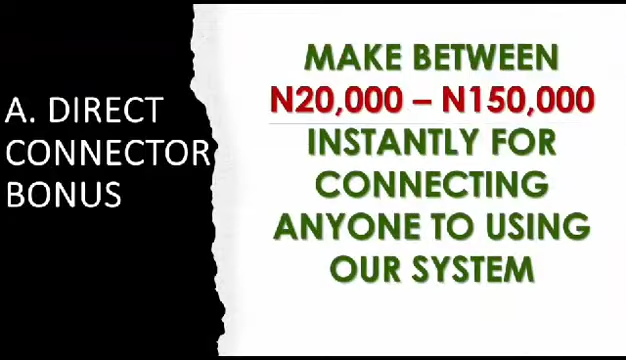 A. DIRECT
CONNECTOR
BONUS
MAKE BETWEEN
N20,000 – N150,000
INSTANTLY FOR
CONNECTING
ANYONE TO USING
OUR SYSTEM